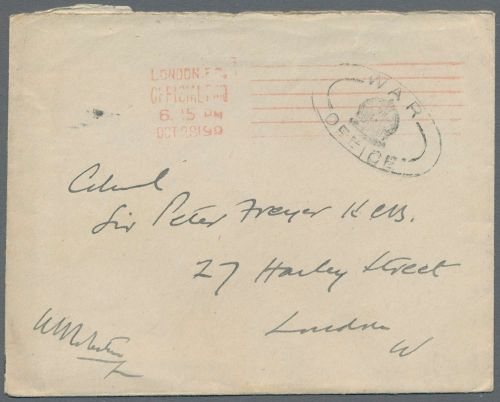 LONDON. F.S.
OFFICIAL PAID
6. 15 PM
OCT 28 19
WAR
OFFICE
Colonel
Sir Peter Freyer KCB.
27 Harley Street
London
W